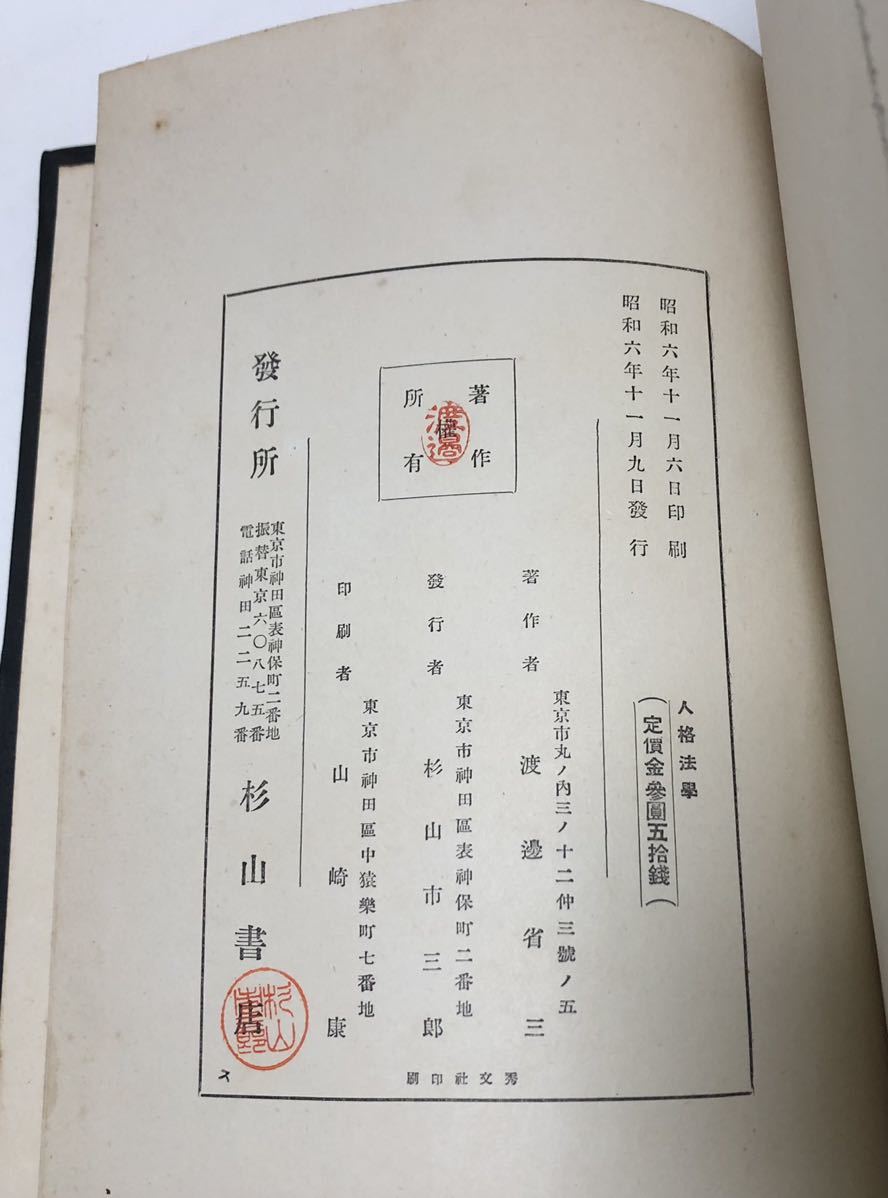 昭和六年十一月六日印刷
昭和六年十一月九日發行
人格法學
(定價金參圓五拾錢)
著作者
東京市丸ノ內三ノ十二仲三號ノ五
渡邊省三
發行者
東京市神田區表神保町二番地
杉山市三郎
印刷者
東京市神田區中猿樂町七番地
山崎康
著作
權
所有
渡邊
發行所
東京市神田區表神保町二番地
振替東京六〇八七五番
電話神田二二五九番
杉山書店
秀文社印刷
ス